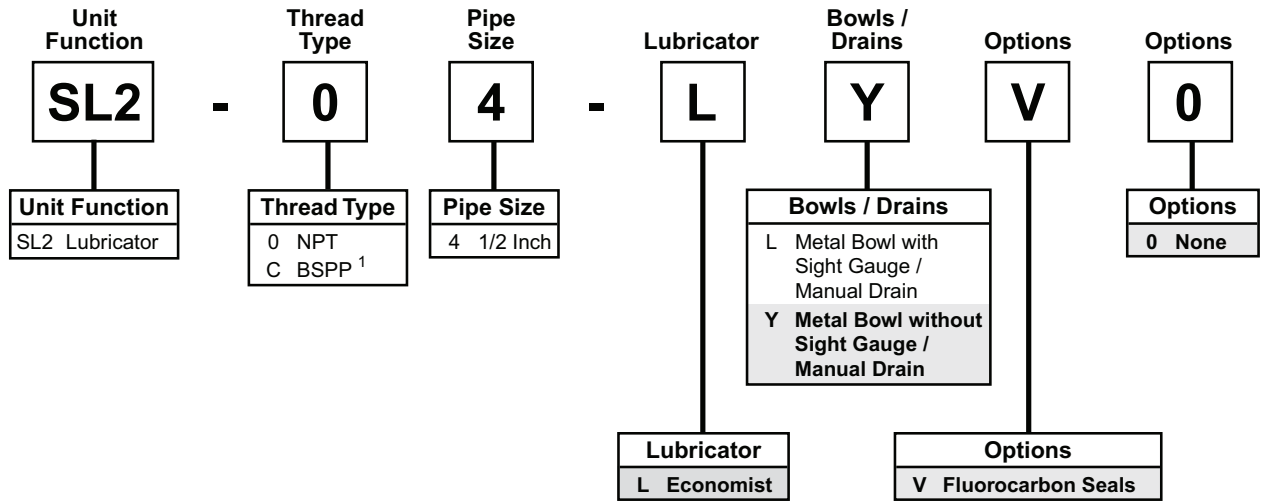 Unit
Function
Thread
Type
Pipe
Size
Lubricator
Bowls /
Drains
Options
Options
SL2 - 0 4 - L Y V 0
Unit Function
SL2 Lubricator
Thread Type
0 NPT
C BSPP 1
Pipe Size
4 1/2 Inch
Bowls / Drains
L Metal Bowl with
Sight Gauge /
Manual Drain
Y Metal Bowl without
Sight Gauge /
Manual Drain
Options
0 None
Lubricator
L Economist
Options
V Fluorocarbon Seals